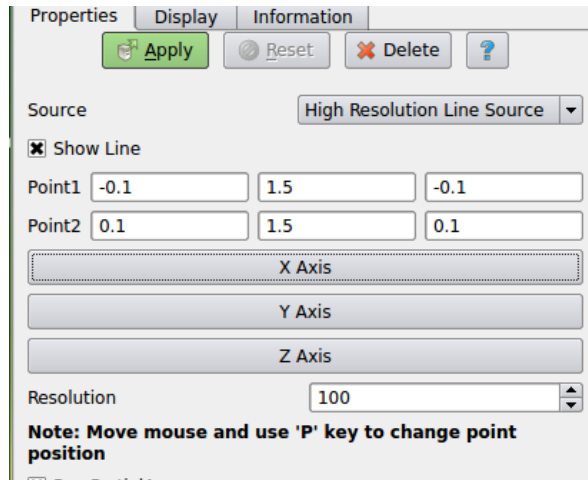 Properties Display Information
Apply Reset Delete ?
Source High Resolution Line Source
Show Line
Point1 -0.1 1.5 -0.1
Point2 0.1 1.5 0.1
X Axis
Y Axis
Z Axis
Resolution 100
Note: Move mouse and use 'P' key to change point
position